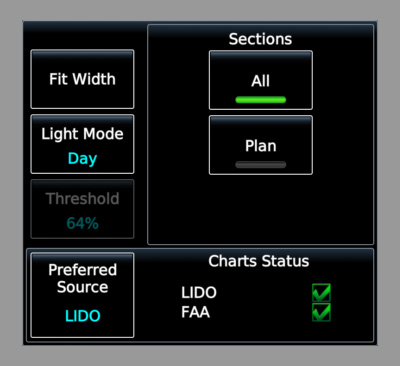 Sections
Fit Width
All
Light Mode
Day
Plan
Threshold
64%
Preferred
Source
LIDO
Charts Status
LIDO
FAA